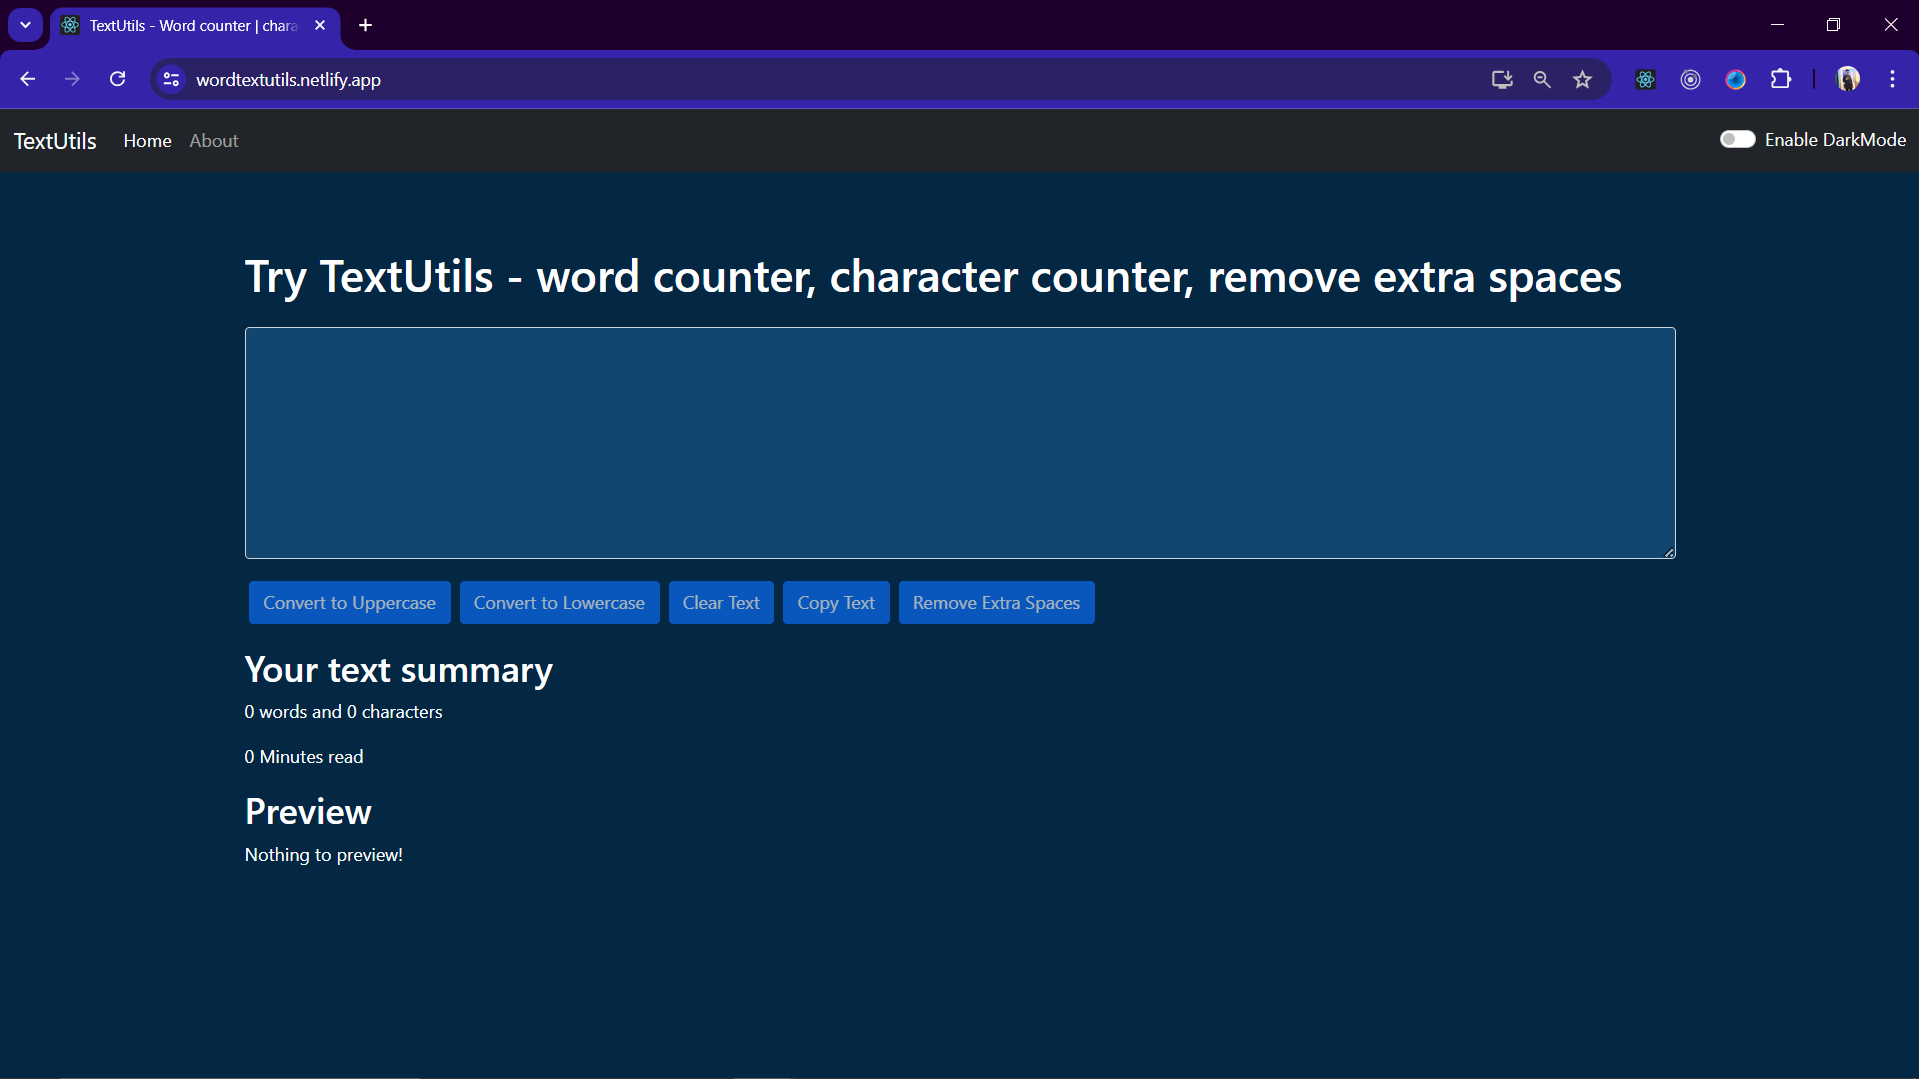 TextUtils - Word counter | chara
wordtextutils.netlify.app
TextUtils Home About Enable DarkMode
Try TextUtils - word counter, character counter, remove extra spaces
Convert to Uppercase Convert to Lowercase Clear Text Copy Text Remove Extra Spaces
Your text summary
0 words and 0 characters
0 Minutes read
Preview
Nothing to preview!